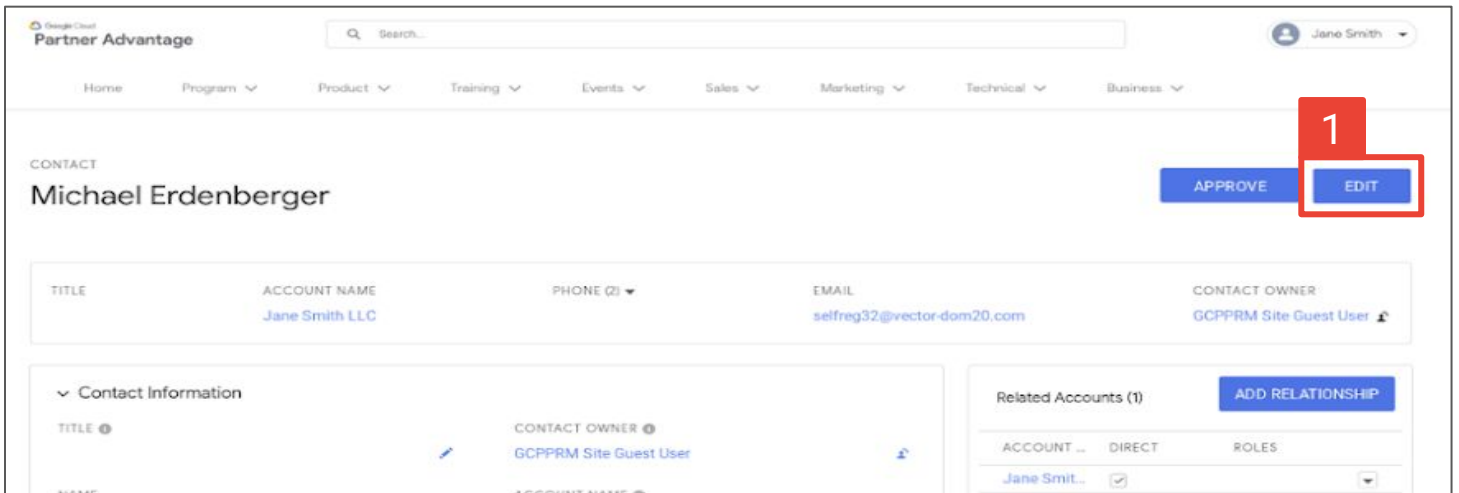 Google Cloud
Partner Advantage
Search...
Jane Smith
Home Program Product Training Events Sales Marketing Technical Business
1
CONTACT
Michael Erdenberger
APPROVE EDIT
TITLE ACCOUNT NAME PHONE (2) EMAIL CONTACT OWNER
Jane Smith LLC selfreg32@vector-dom20.com GCPPRM Site Guest User
Contact Information
Related Accounts (1) ADD RELATIONSHIP
TITLE CONTACT OWNER
GCPPRM Site Guest User
ACCOUNT ... DIRECT ROLES
Jane Smit...
NAME ACCOUNT NAME